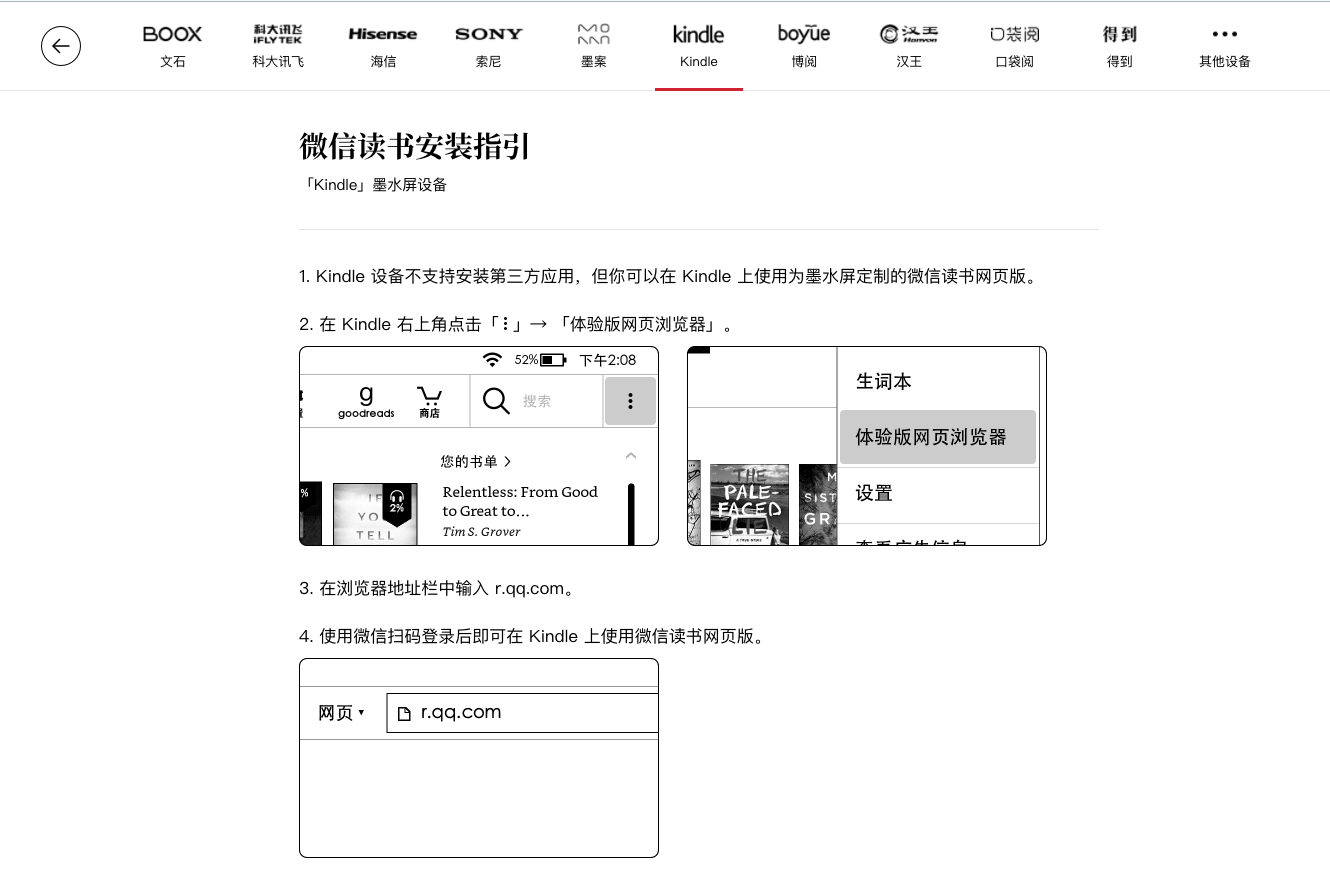 BOOX
文石
科大讯飞
iFLYTEK
科大讯飞
Hisense
海信
SONY
索尼
墨案
kindle
Kindle
boyue
博阅
汉王
Hanvon
汉王
口袋阅
口袋阅
得到
得到
其他设备
微信读书安装指引
「Kindle」墨水屏设备
1. Kindle 设备不支持安装第三方应用，但你可以在 Kindle 上使用为墨水屏定制的微信读书网页版。
2. 在 Kindle 右上角点击「⋮」→ 「体验版网页浏览器」。
52% 下午2:08
g
goodreads
商店
搜索
您的书单 >
%
2%
IF
YO
TELL
Relentless: From Good
to Great to...
Tim S. Grover
生词本
体验版网页浏览器
设置
查看广告信息
THE
PALE-
FACED
LIE
A TRUE STORY
M
SIST
GR
3. 在浏览器地址栏中输入 r.qq.com。
4. 使用微信扫码登录后即可在 Kindle 上使用微信读书网页版。
网页 ▾
r.qq.com